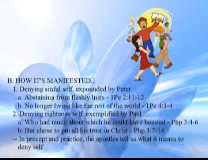 B. HOW IT'S MANIFESTED...
1. Denying sinful self, expounded by Peter
a. Abstaining from fleshly lusts - 1Pe 2:11-12
b. No longer living like the rest of the world - 1Pe 4:1-4
2. Denying righteous self, exemplified by Paul
a. Who had much about which he could have boasted - Php 3:4-6
b. But chose to put all his trust in Christ - Php 3:7-14
-- In precept and practice, the apostles tell us what it means to
deny self